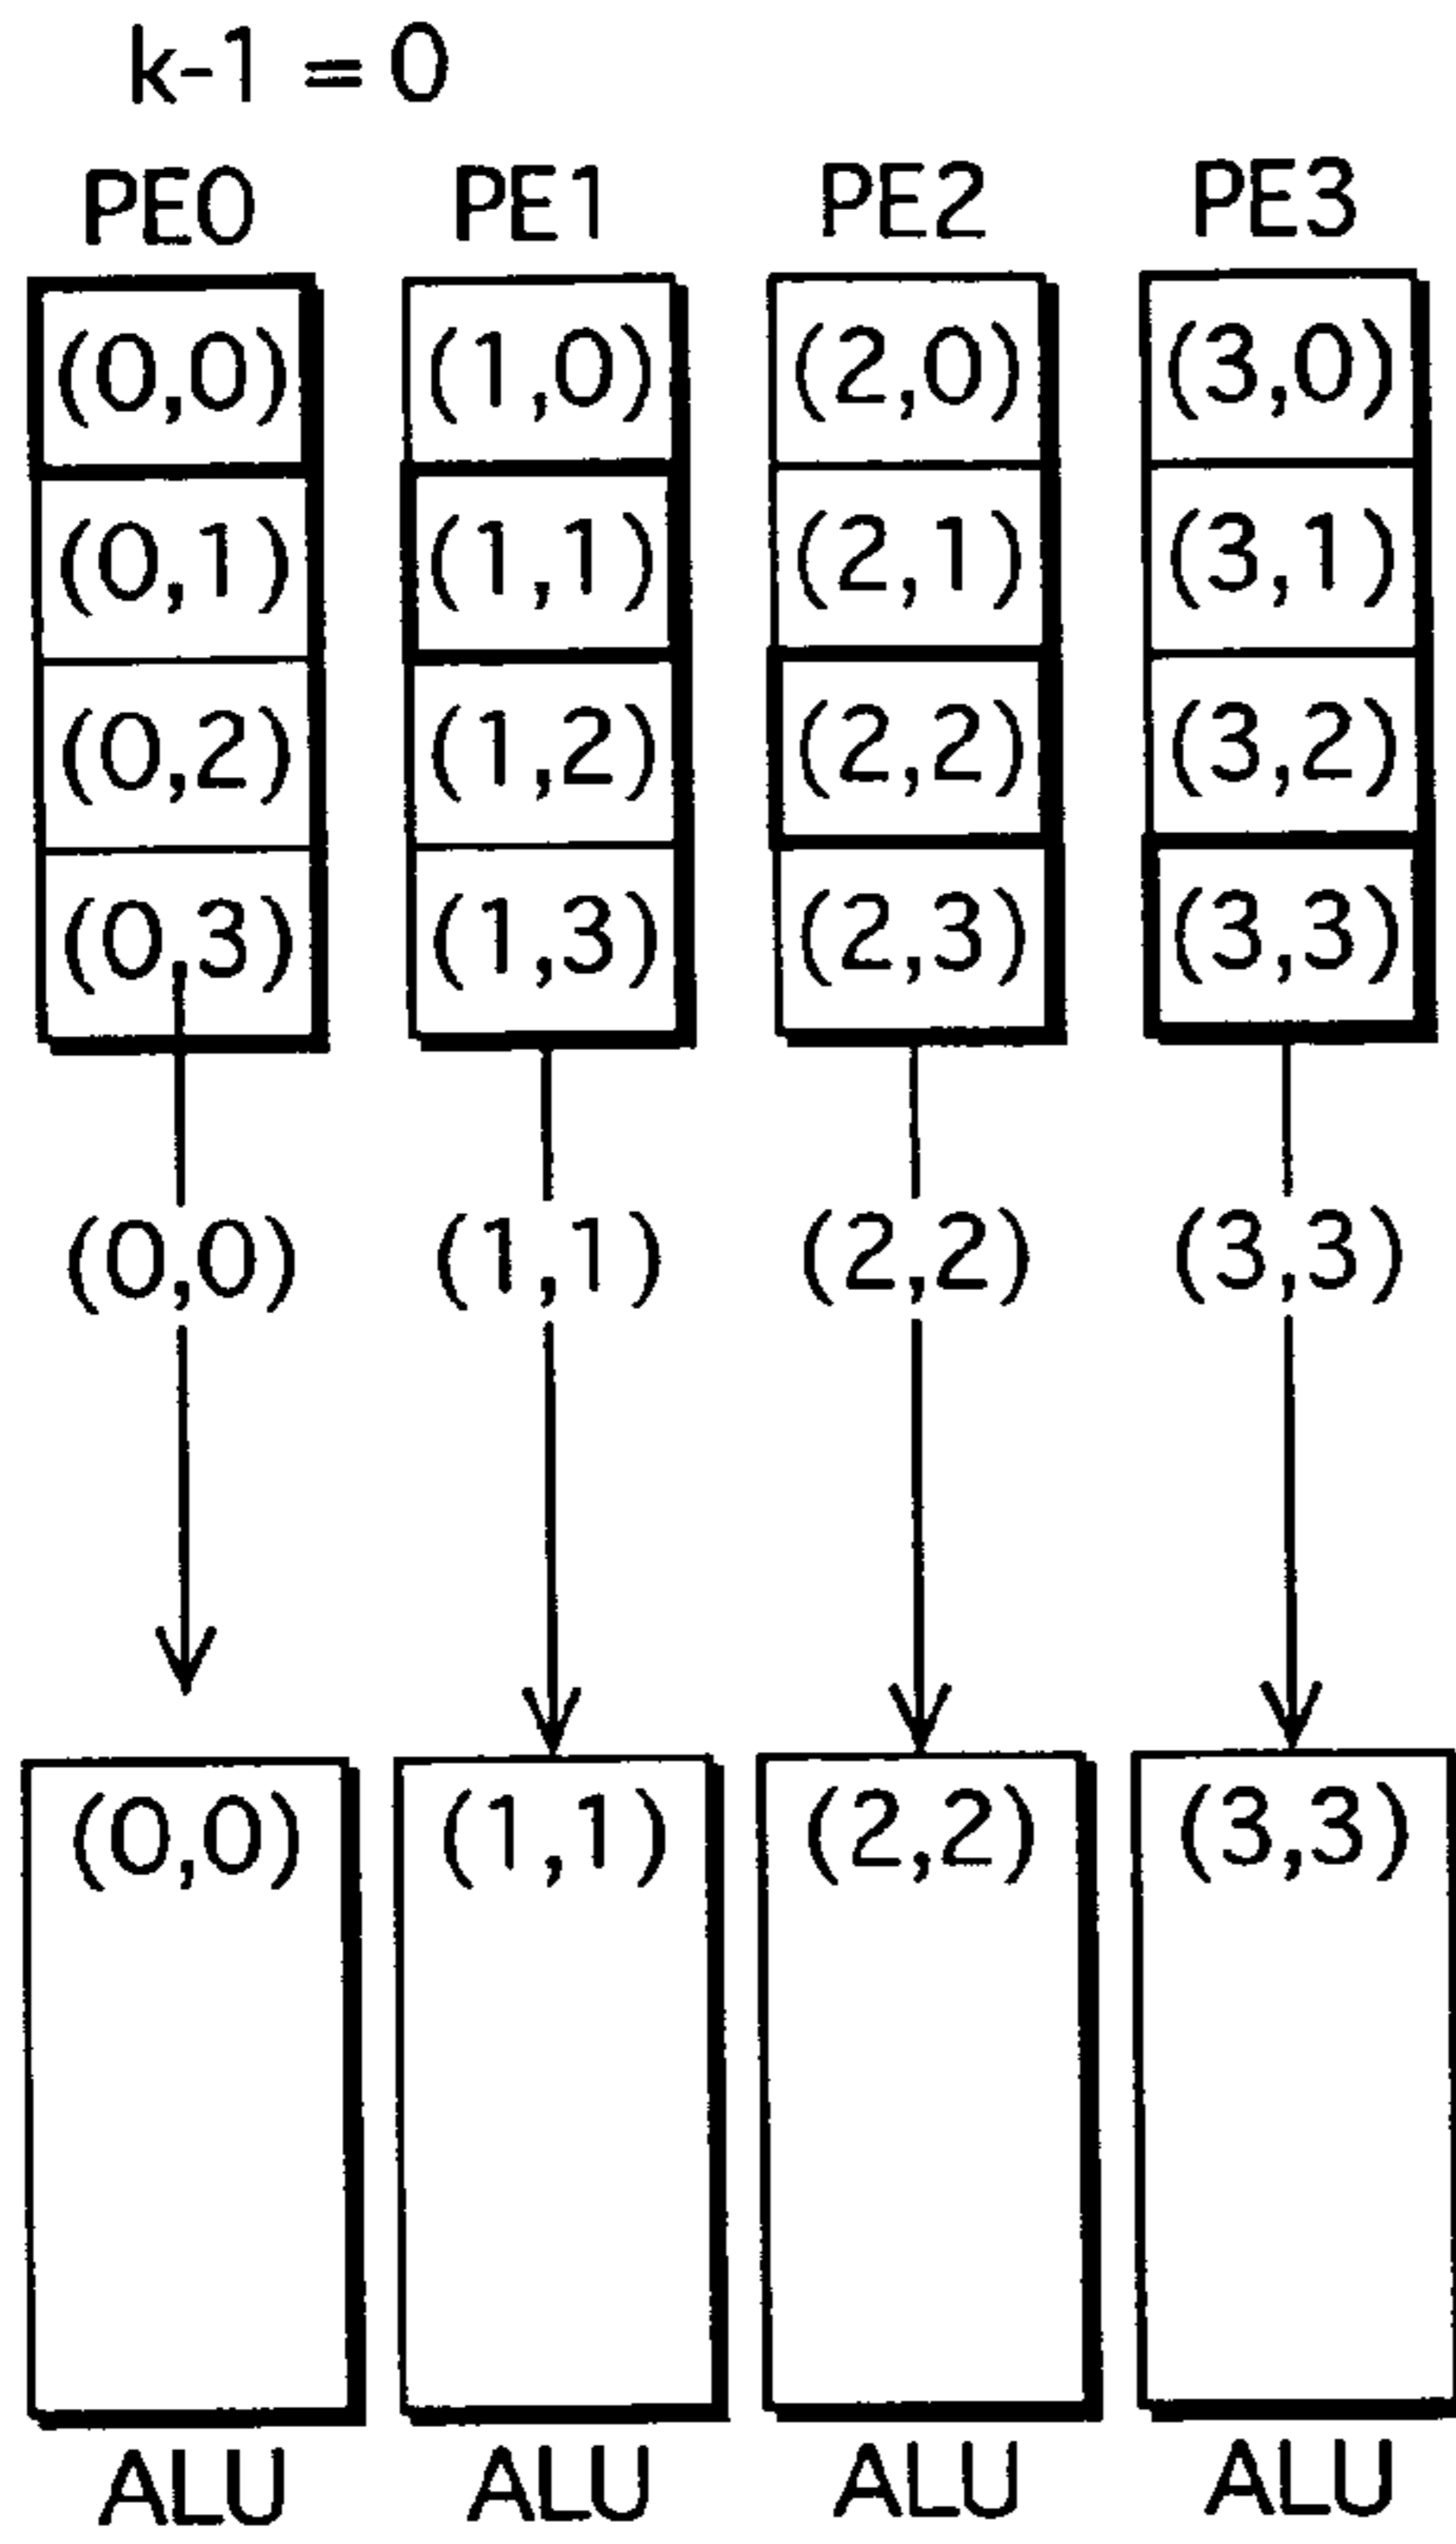 k-1 = 0
PE0 PE1 PE2 PE3
(0,0) (1,0) (2,0) (3,0)
(0,1) (1,1) (2,1) (3,1)
(0,2) (1,2) (2,2) (3,2)
(0,3) (1,3) (2,3) (3,3)
(0,0) (1,1) (2,2) (3,3)
(0,0) (1,1) (2,2) (3,3)
ALU ALU ALU ALU